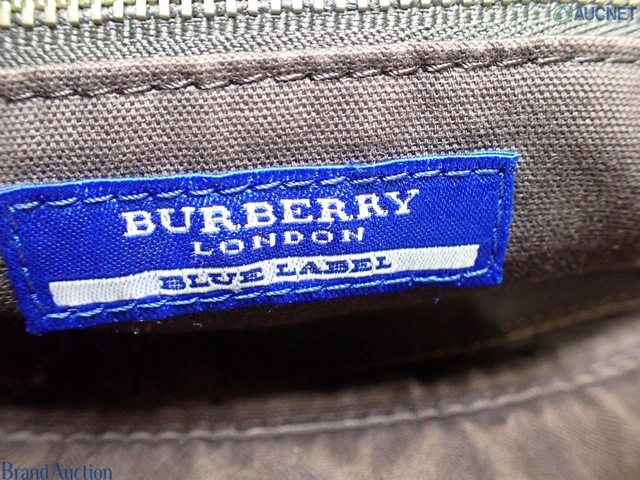 AUCNET
BURBERRY
LONDON
BLUE LABEL
Brand Auction